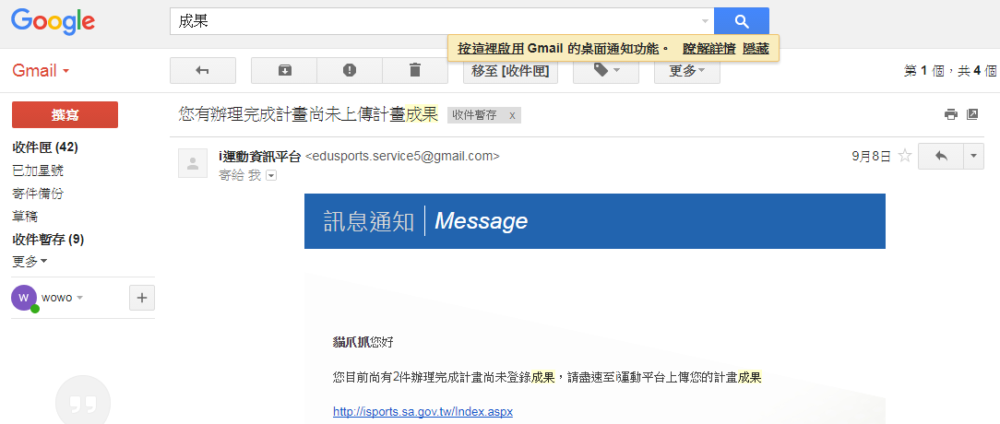 Google
成果
按這裡啟用 Gmail 的桌面通知功能。 瞭解詳情 隱藏
Gmail
移至 [收件匣]
更多
第 1 個，共 4 個
撰寫
您有辦理完成計畫尚未上傳計畫成果 收件暫存 x
收件匣 (42)
已加星號
寄件備份
草稿
收件暫存 (9)
更多
W wowo
i運動資訊平台 <edusports.service5@gmail.com>
9月8日
寄給 我
訊息通知 Message
貓爪抓您好
您目前尚有2件辦理完成計畫尚未登錄成果，請盡速至i運動平台上傳您的計畫成果
http://isports.sa.gov.tw/Index.aspx